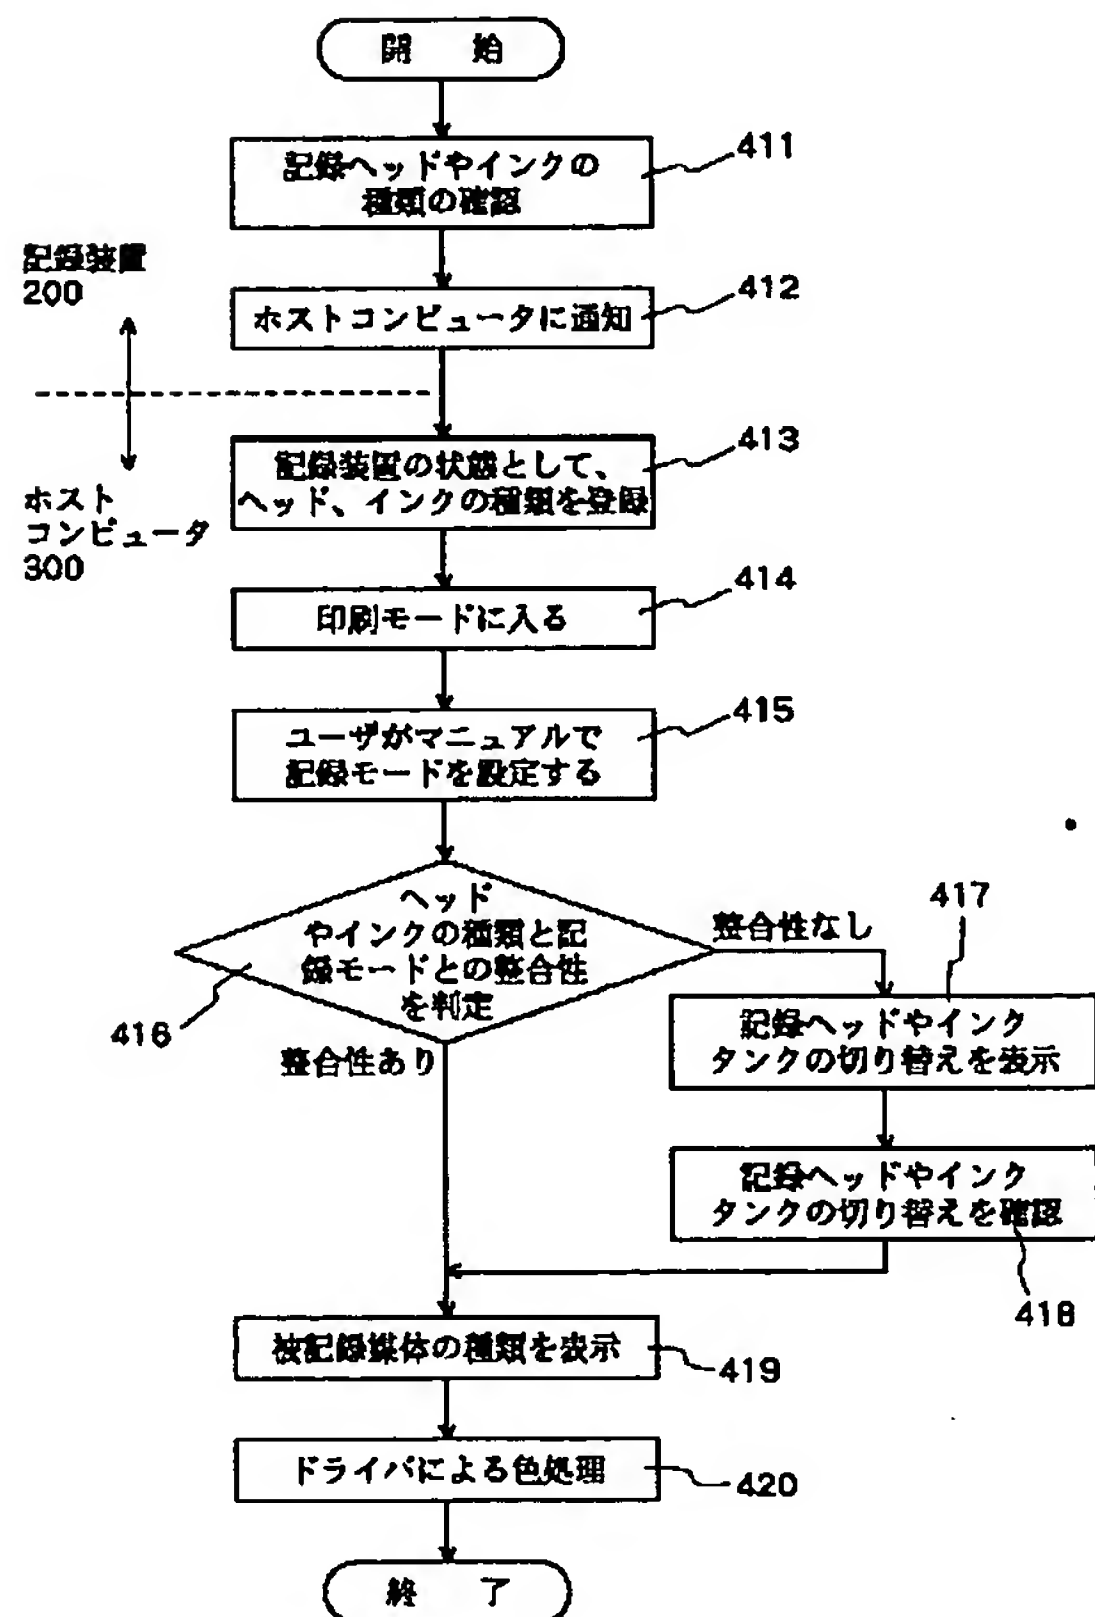 開 始
記録ヘッドやインクの
種類の確認
411
記録装置
200
ホストコンピュータに通知
412
記録装置の状態として、
ヘッド、インクの種類を登録
413
ホスト
コンピュータ
300
印刷モードに入る
414
ユーザがマニュアルで
記録モードを設定する
415
ヘッド
やインクの種類と記
録モードとの整合性
を判定
416
整合性なし
整合性あり
417
記録ヘッドやインク
タンクの切り替えを表示
記録ヘッドやインク
タンクの切り替えを確認
418
被記録媒体の種類を表示
419
ドライバによる色処理
420
終 了